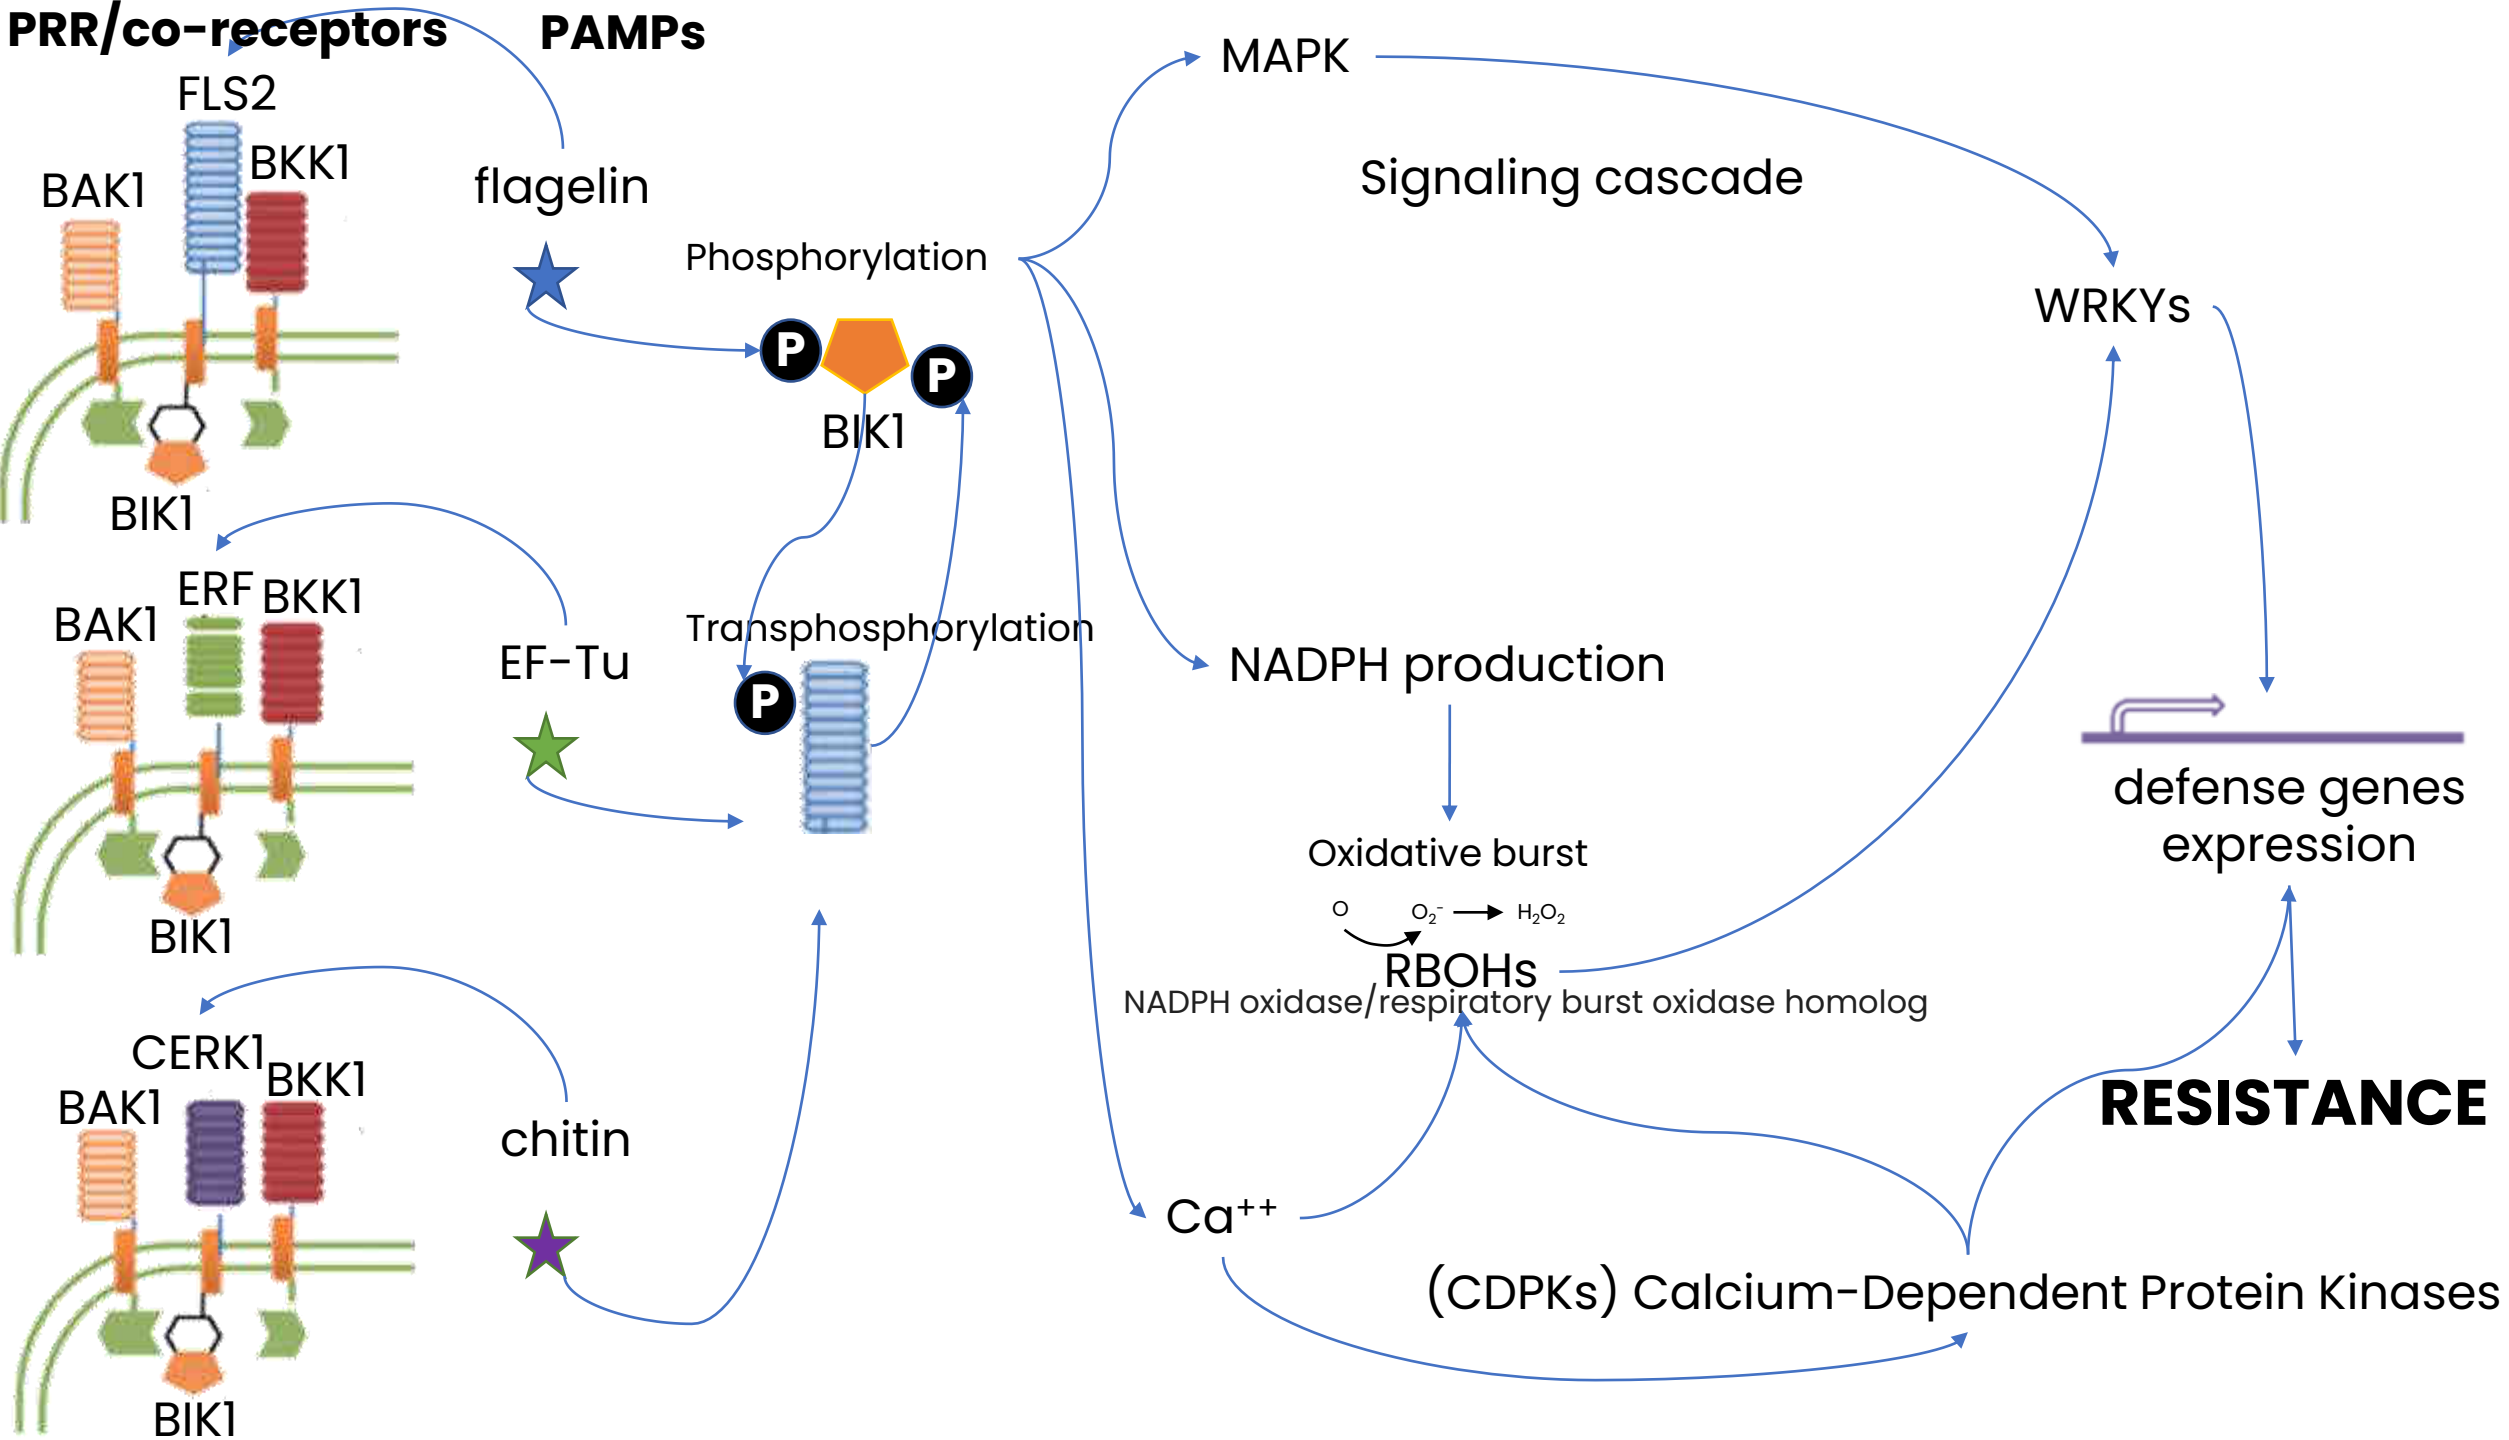 PRR/co-receptors
PAMPs
FLS2
BKK1
BAK1
BIK1
flagelin
ERF
BKK1
BAK1
BIK1
EF-Tu
CERK1
BKK1
BAK1
BIK1
chitin
Phosphorylation
P
P
BIK1
Transphosphorylation
P
MAPK
Signaling cascade
WRKYs
NADPH production
Oxidative burst
O
O₂⁻
H₂O₂
RBOHs
NADPH oxidase/respiratory burst oxidase homolog
Ca⁺⁺
(CDPKs) Calcium-Dependent Protein Kinases
defense genes
expression
RESISTANCE